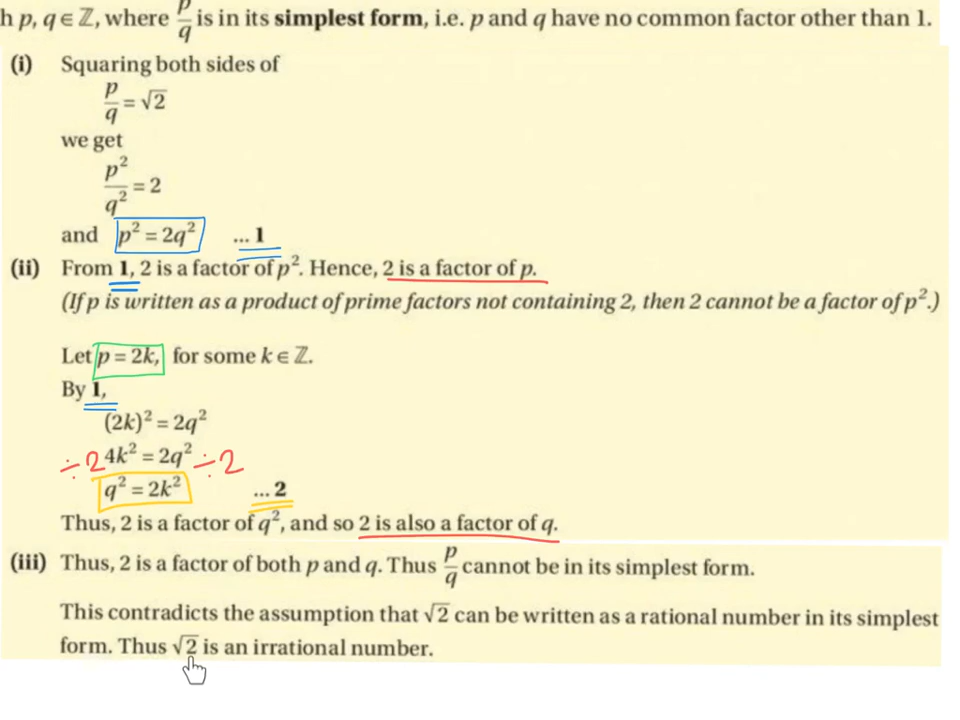 h p, q ∈ ℤ, where p/q is in its simplest form, i.e. p and q have no common factor other than 1.
(i) Squaring both sides of
p/q = √2
we get
p²/q² = 2
and p² = 2q² ... 1
(ii) From 1, 2 is a factor of p². Hence, 2 is a factor of p.
(If p is written as a product of prime factors not containing 2, then 2 cannot be a factor of p².)
Let p = 2k, for some k ∈ ℤ.
By 1,
(2k)² = 2q²
÷2 4k² = 2q² ÷2
q² = 2k² ... 2
Thus, 2 is a factor of q², and so 2 is also a factor of q.
(iii) Thus, 2 is a factor of both p and q. Thus p/q cannot be in its simplest form.
This contradicts the assumption that √2 can be written as a rational number in its simplest
form. Thus √2 is an irrational number.